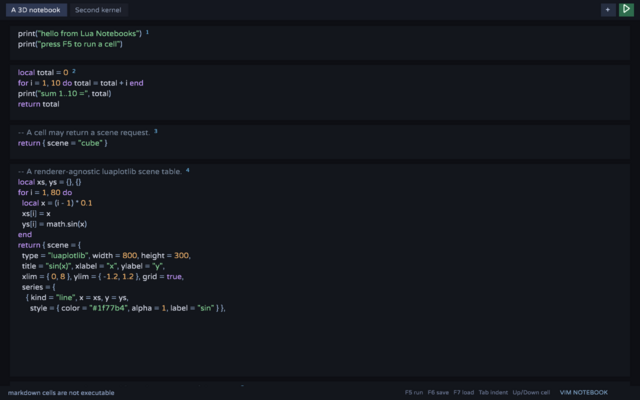 A 3D notebook Second kernel + 
print("hello from Lua Notebooks") 1
print("press F5 to run a cell")
local total = 0 2
for i = 1, 10 do total = total + i end
print("sum 1..10 =", total)
return total
-- A cell may return a scene request. 3
return { scene = "cube" }
-- A renderer-agnostic luaplotlib scene table. 4
local xs, ys = {}, {}
for i = 1, 80 do
local x = (i - 1) * 0.1
xs[i] = x
ys[i] = math.sin(x)
end
return { scene = {
type = "luaplotlib", width = 800, height = 300,
title = "sin(x)", xlabel = "x", ylabel = "y",
xlim = { 0, 8 }, ylim = { -1.2, 1.2 }, grid = true,
series = {
{ kind = "line", x = xs, y = ys,
style = { color = "#1f77b4", alpha = 1, label = "sin" } },
markdown cells are not executable F5 run F6 save F7 load Tab indent Up/Down cell VIM NOTEBOOK